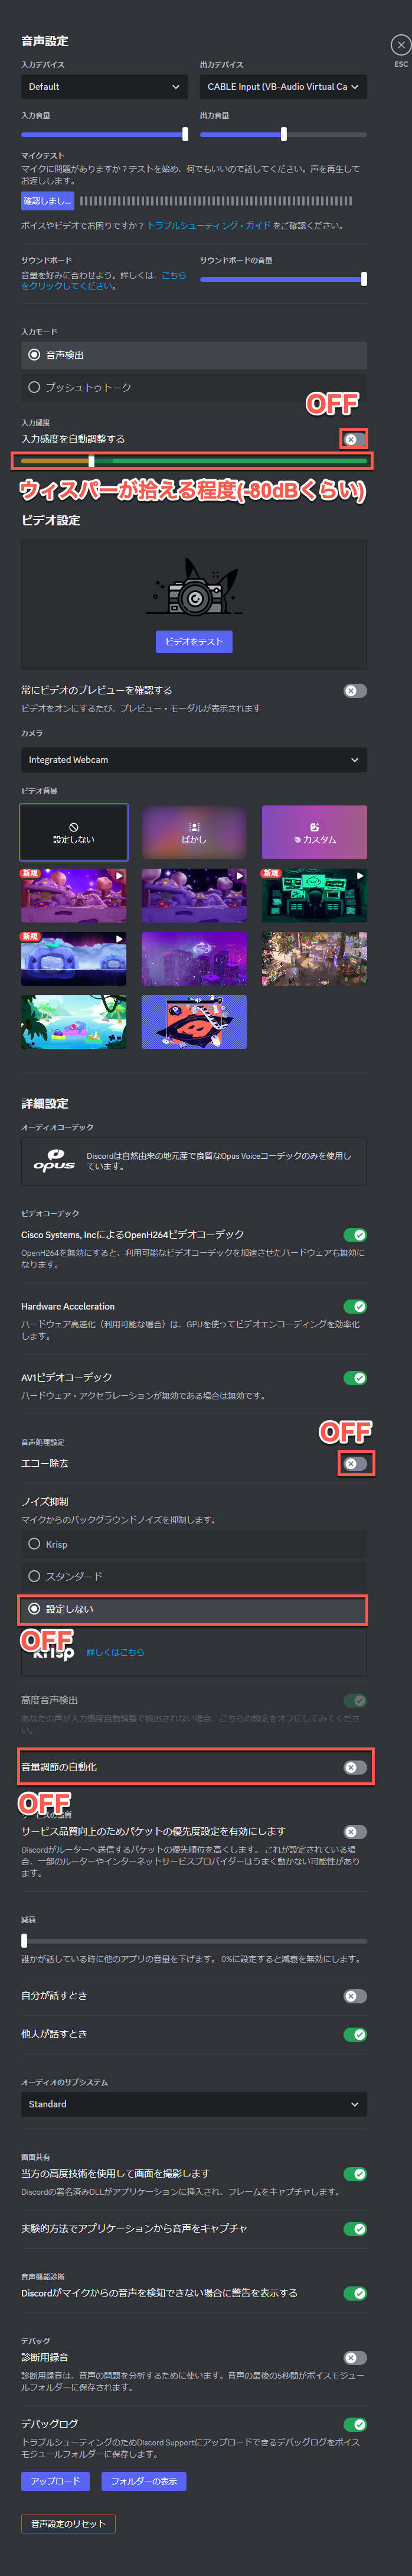 音声設定
ESC
入力デバイス
出力デバイス
Default
CABLE Input (VB-Audio Virtual Ca
入力音量
出力音量
マイクテスト
マイクに問題がありますか？テストを始め、何でもいいので話してください。声を再生して
お返しします。
確認しまし...
ボイスやビデオでお困りですか？ トラブルシューティング・ガイド をご確認ください。
サウンドボード
サウンドボードの音量
音量を好みに合わせよう。詳しくは、こちら
をクリックしてください。
入力モード
音声検出
プッシュトゥトーク
OFF
入力感度
入力感度を自動調整する
ウィスパーが拾える程度(-80dBくらい)
ビデオ設定
ビデオをテスト
常にビデオのプレビューを確認する
ビデオをオンにするたび、プレビュー・モーダルが表示されます
カメラ
Integrated Webcam
ビデオ背景
設定しない
ぼかし
カスタム
新規
新規
新規
詳細設定
オーディオコーデック
opus
Discordは自然由来の地元産で良質なOpus Voiceコーデックのみを使用し
ています。
ビデオコーデック
Cisco Systems, IncによるOpenH264ビデオコーデック
OpenH264を無効にすると、利用可能なビデオコーデックを加速させたハードウェアも無効に
なります。
Hardware Acceleration
ハードウェア高速化（利用可能な場合）は、GPUを使ってビデオエンコーディングを効率化
します。
AV1ビデオコーデック
ハードウェア・アクセラレーションが無効である場合は無効です。
OFF
音声処理設定
エコー除去
ノイズ抑制
マイクからのバックグラウンドノイズを抑制します。
Krisp
スタンダード
設定しない
OFF
krisp
詳しくはこちら
高度音声検出
あなたの声が入力感度自動調整で検出されない場合、こちらの設定をオフにしてみてくださ
い。
音量調節の自動化
OFF
サービスの品質
サービス品質向上のためパケットの優先度設定を有効にします
Discordがルーターへ送信するパケットの優先順位を高くします。 これが設定されている場
合、一部のルーターやインターネットサービスプロバイダーはうまく動かない可能性があり
ます。
減衰
誰かが話している時に他のアプリの音量を下げます。 0%に設定すると減衰を無効にします。
自分が話すとき
他人が話すとき
オーディオのサブシステム
Standard
画面共有
当方の高度技術を使用して画面を撮影します
Discordの署名済みDLLがアプリケーションに挿入され、フレームをキャプチャします。
実験的方法でアプリケーションから音声をキャプチャ
音声機能診断
Discordがマイクからの音声を検知できない場合に警告を表示する
デバッグ
診断用録音
診断用録音は、音声の問題を分析するために使います。音声の最後の5秒間がボイスモジュー
ルフォルダーに保存されます。
デバッグログ
トラブルシューティングのためDiscord Supportにアップロードできるデバッグログをボイス
モジュールフォルダーに保存します。
アップロード
フォルダーの表示
音声設定のリセット